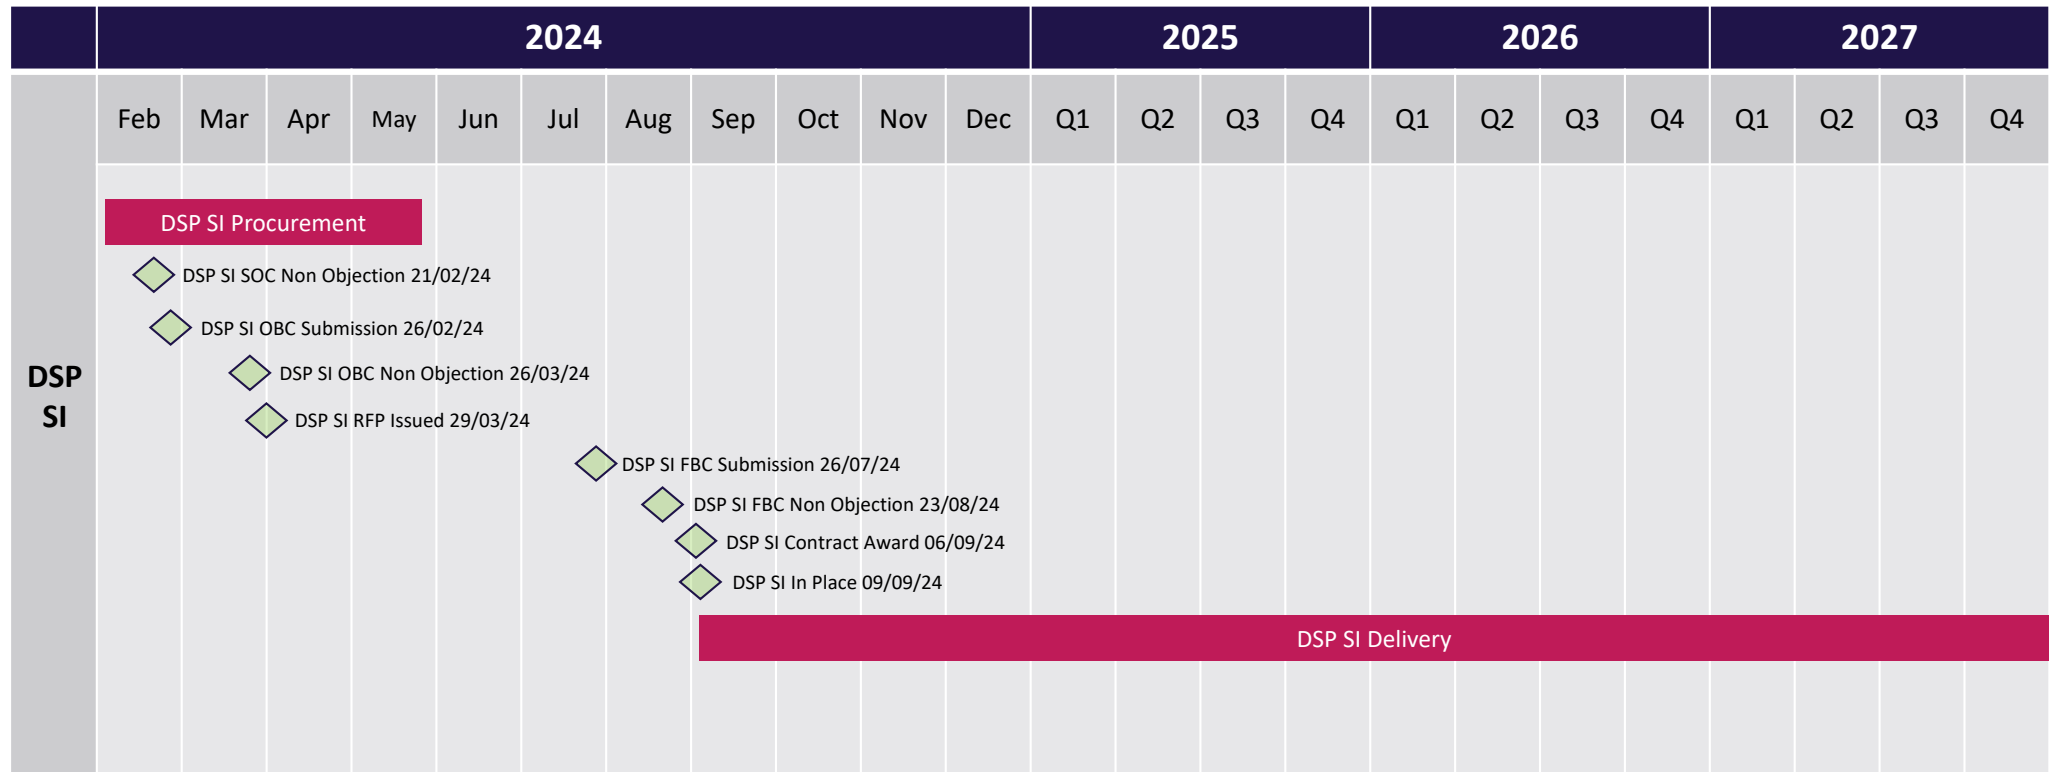 2024 2025 2026 2027
Feb Mar Apr May Jun Jul Aug Sep Oct Nov Dec Q1 Q2 Q3 Q4 Q1 Q2 Q3 Q4 Q1 Q2 Q3 Q4
DSP
SI
DSP SI Procurement
DSP SI SOC Non Objection 21/02/24
DSP SI OBC Submission 26/02/24
DSP SI OBC Non Objection 26/03/24
DSP SI RFP Issued 29/03/24
DSP SI FBC Submission 26/07/24
DSP SI FBC Non Objection 23/08/24
DSP SI Contract Award 06/09/24
DSP SI In Place 09/09/24
DSP SI Delivery